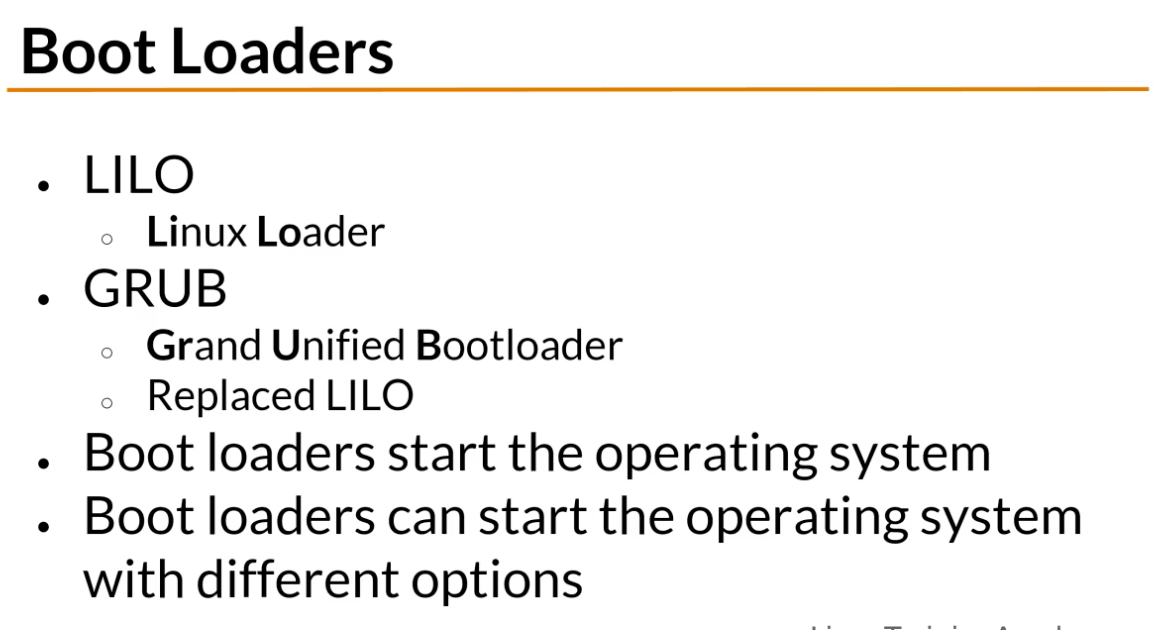 Boot Loaders
• LILO
○ Linux Loader
• GRUB
○ Grand Unified Bootloader
○ Replaced LILO
• Boot loaders start the operating system
• Boot loaders can start the operating system
with different options